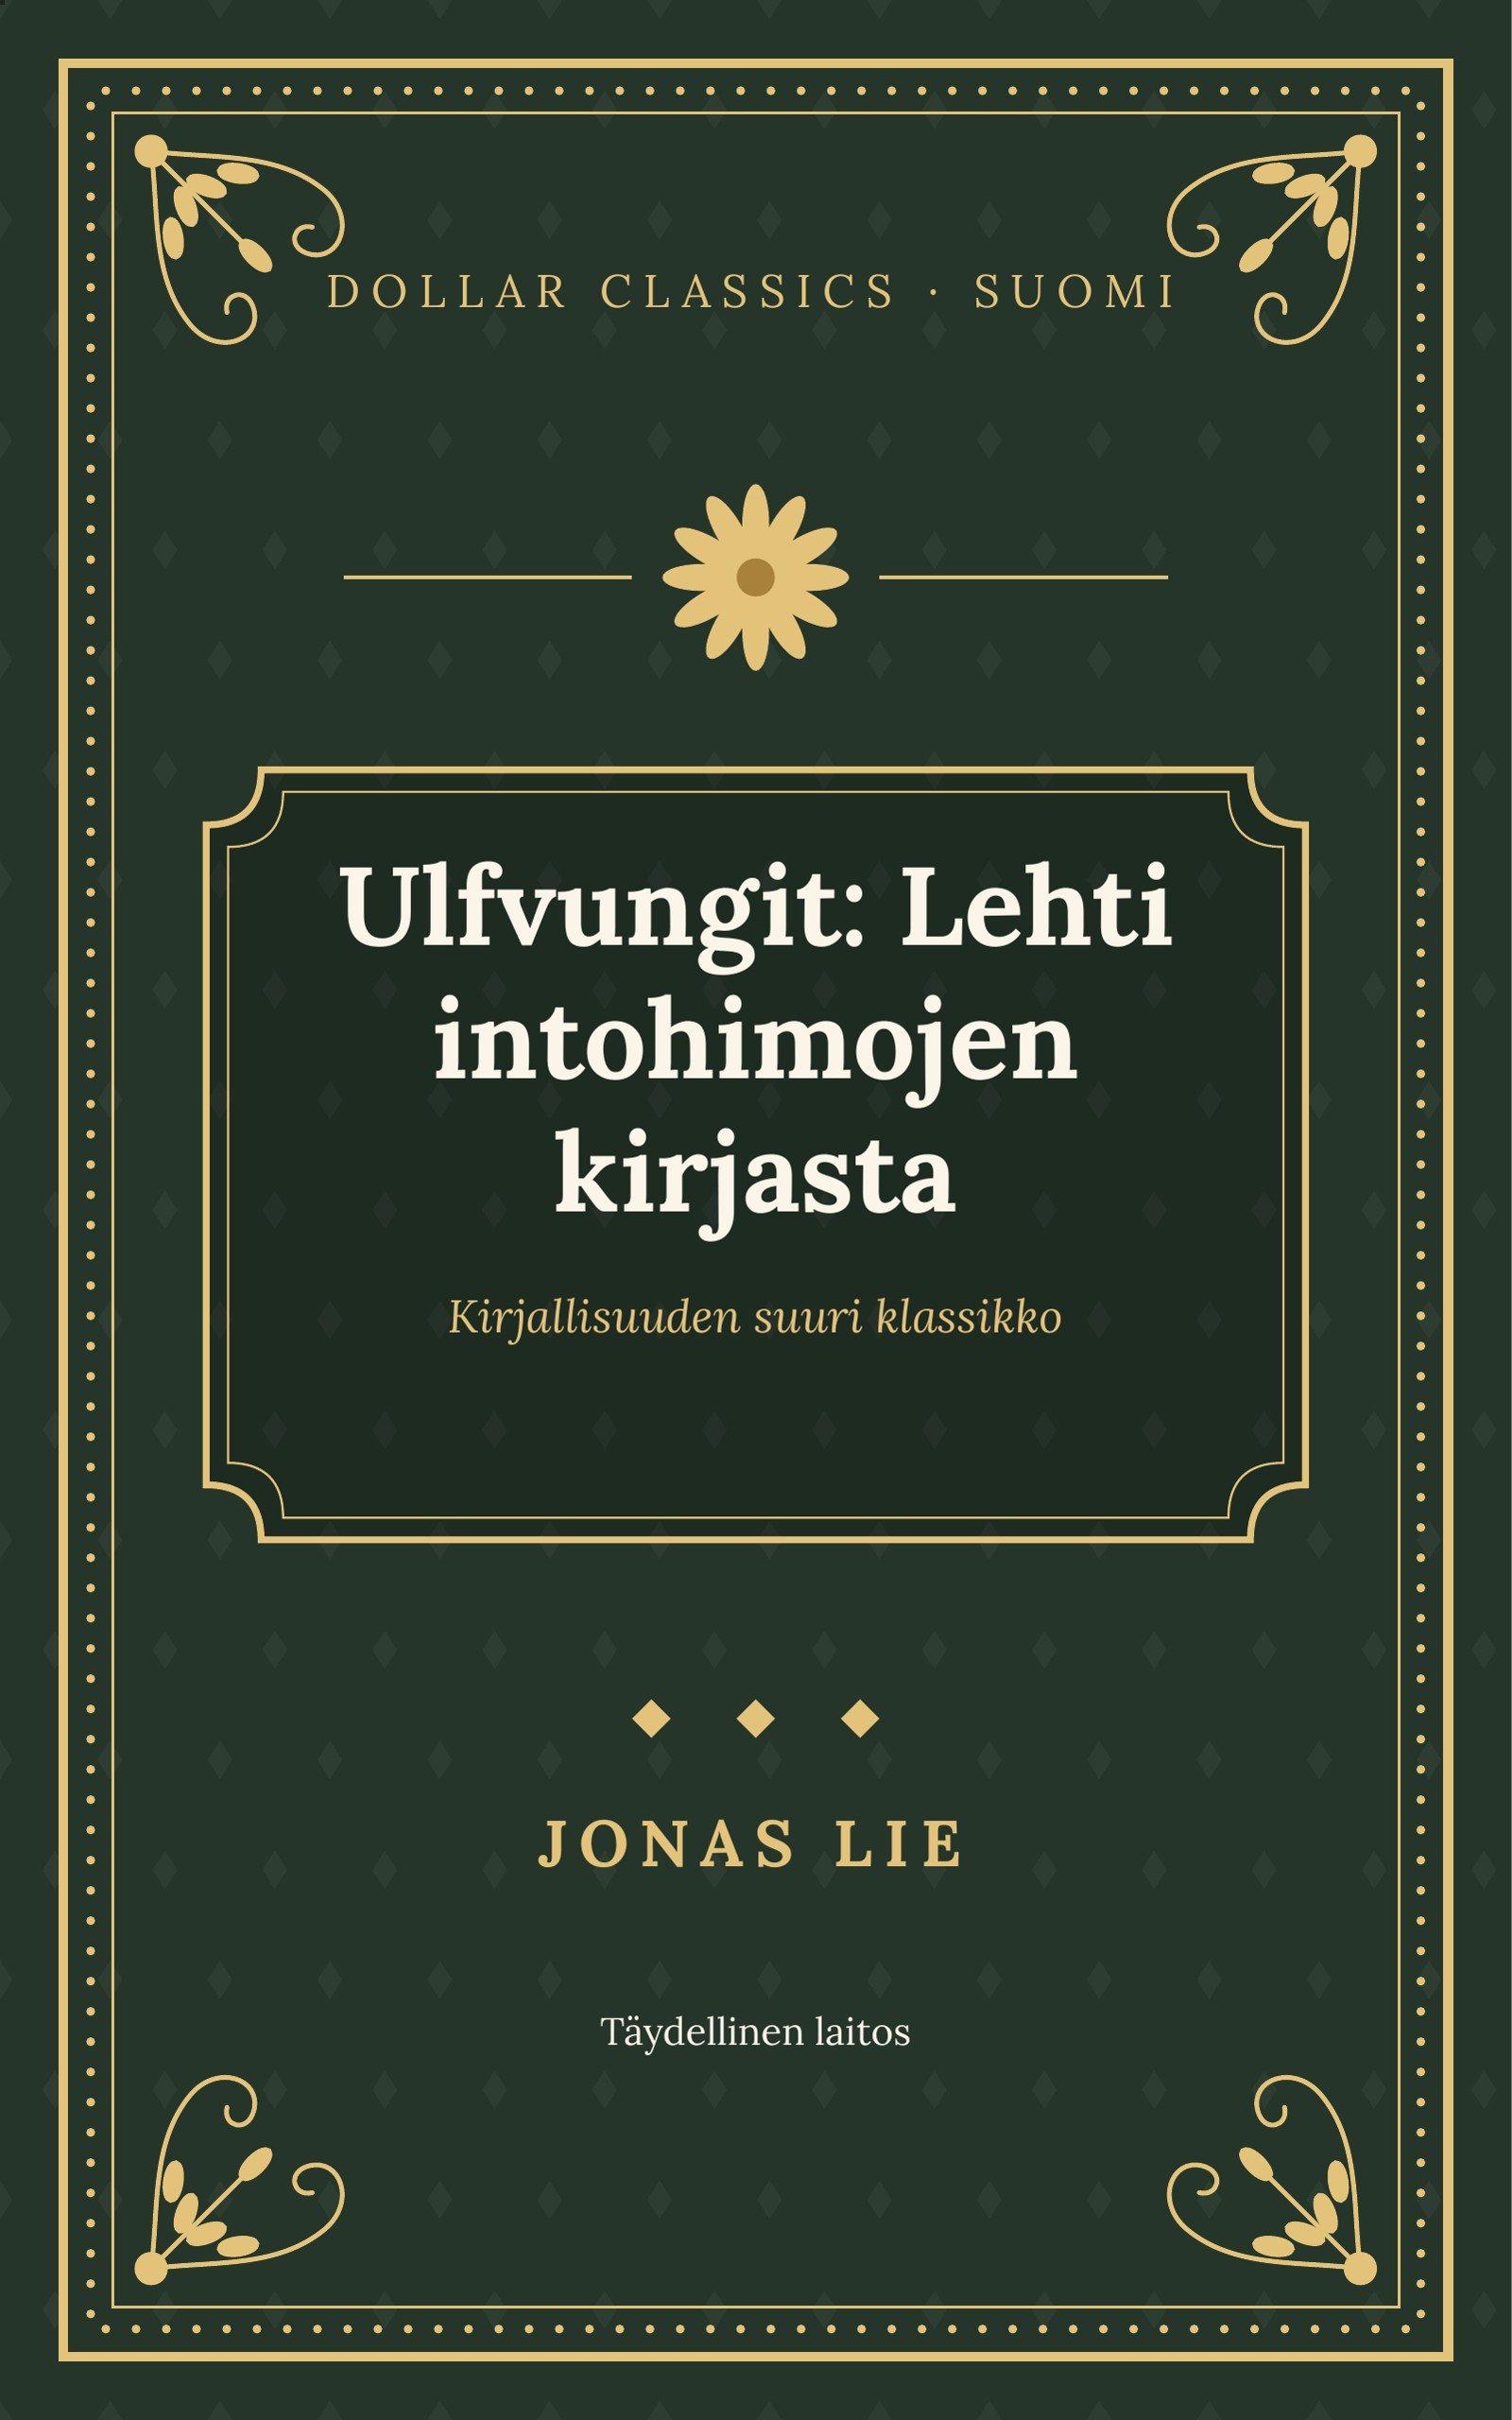 DOLLAR CLASSICS · SUOMI
Ulfvungit: Lehti
intohimojen
kirjasta
Kirjallisuuden suuri klassikko
JONAS LIE
Täydellinen laitos